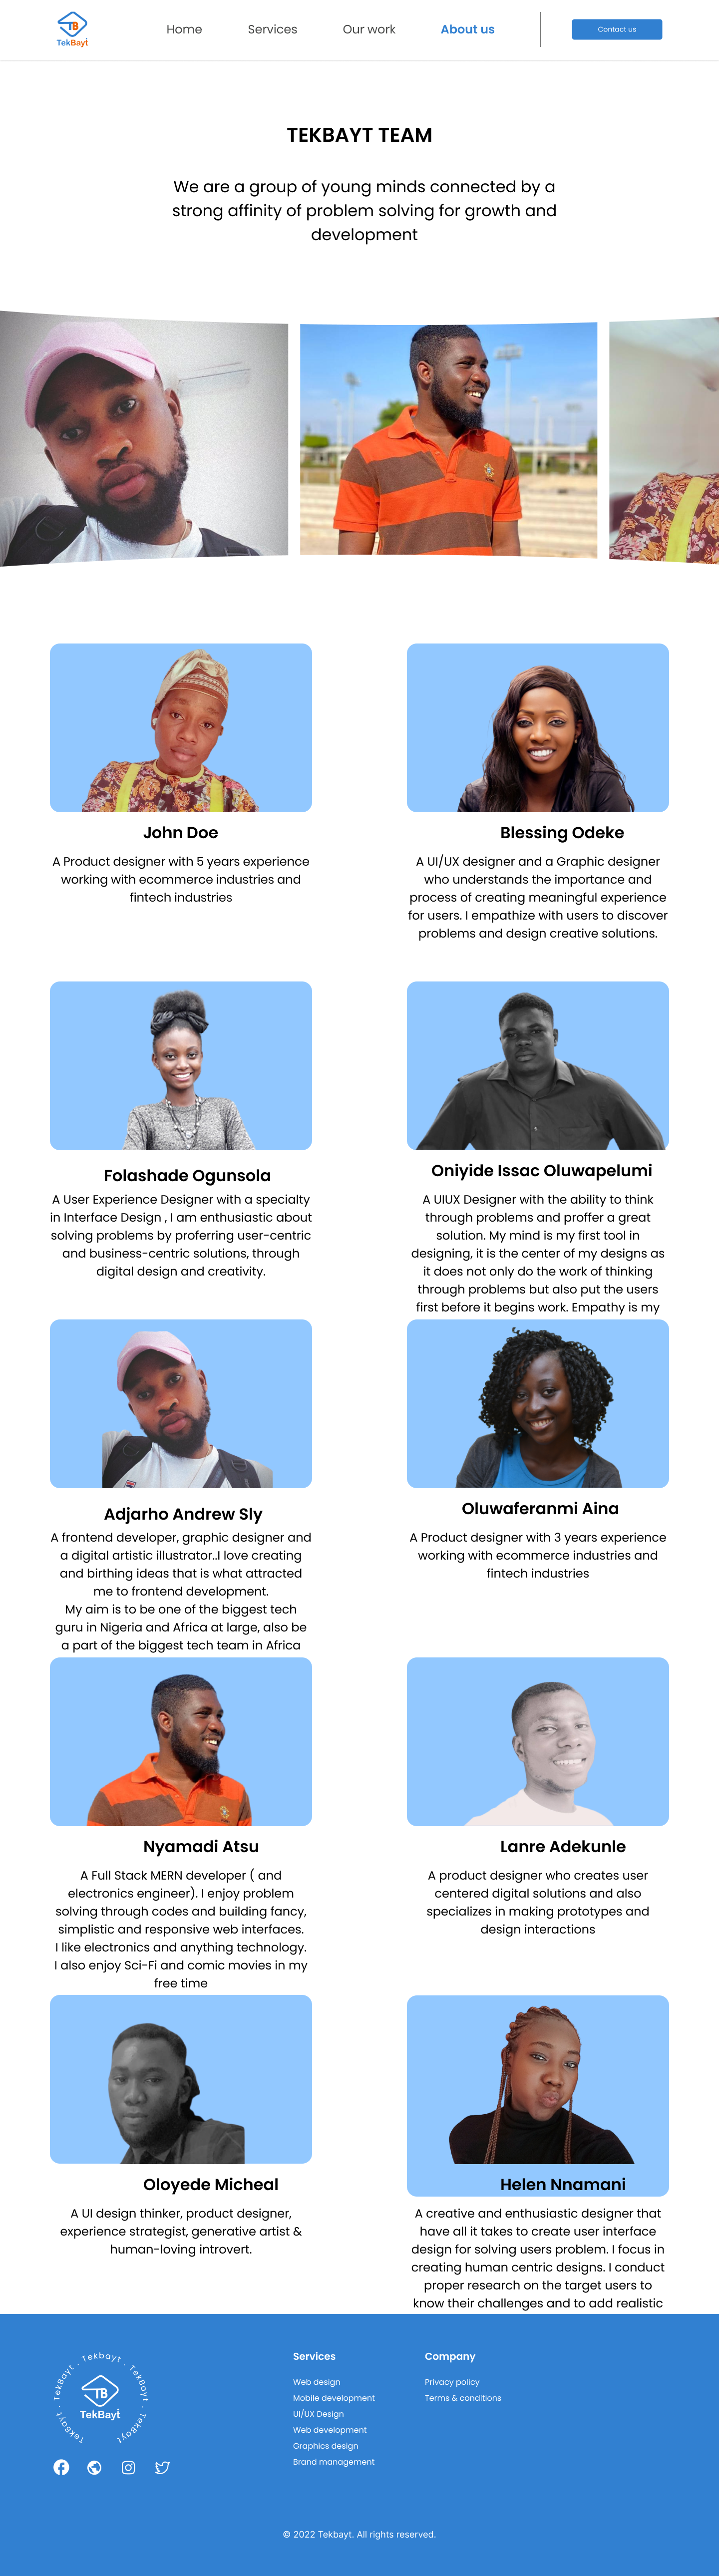 TB
TekBayt
Home
Services
Our work
About us
Contact us
TEKBAYT TEAM
We are a group of young minds connected by a
strong affinity of problem solving for growth and
development
John Doe
A Product designer with 5 years experience
working with ecommerce industries and
fintech industries
Blessing Odeke
A UI/UX designer and a Graphic designer
who understands the importance and
process of creating meaningful experience
for users. I empathize with users to discover
problems and design creative solutions.
Folashade Ogunsola
A User Experience Designer with a specialty
in Interface Design , I am enthusiastic about
solving problems by proferring user-centric
and business-centric solutions, through
digital design and creativity.
Oniyide Issac Oluwapelumi
A UIUX Designer with the ability to think
through problems and proffer a great
solution. My mind is my first tool in
designing, it is the center of my designs as
it does not only do the work of thinking
through problems but also put the users
first before it begins work. Empathy is my
Adjarho Andrew Sly
A frontend developer, graphic designer and
a digital artistic illustrator..I love creating
and birthing ideas that is what attracted
me to frontend development.
My aim is to be one of the biggest tech
guru in Nigeria and Africa at large, also be
a part of the biggest tech team in Africa
Oluwaferanmi Aina
A Product designer with 3 years experience
working with ecommerce industries and
fintech industries
Nyamadi Atsu
A Full Stack MERN developer ( and
electronics engineer). I enjoy problem
solving through codes and building fancy,
simplistic and responsive web interfaces.
I like electronics and anything technology.
I also enjoy Sci-Fi and comic movies in my
free time
Lanre Adekunle
A product designer who creates user
centered digital solutions and also
specializes in making prototypes and
design interactions
Oloyede Micheal
A UI design thinker, product designer,
experience strategist, generative artist &
human-loving introvert.
Helen Nnamani
A creative and enthusiastic designer that
have all it takes to create user interface
design for solving users problem. I focus in
creating human centric designs. I conduct
proper research on the target users to
know their challenges and to add realistic
TekBayt . TekBayt . Tekbayt . TekBayt . TekBayt
TB
TekBayt
Services
Web design
Mobile development
UI/UX Design
Web development
Graphics design
Brand management
Company
Privacy policy
Terms & conditions
© 2022 Tekbayt. All rights reserved.